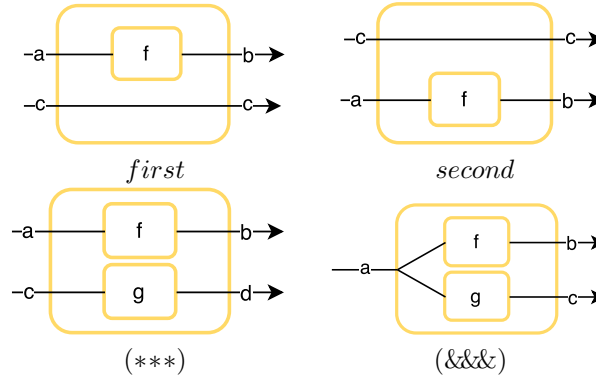 a f b
c c
first
c c
a f b
second
a f b
c g d
(***)
f b
a
g c
(&&&)